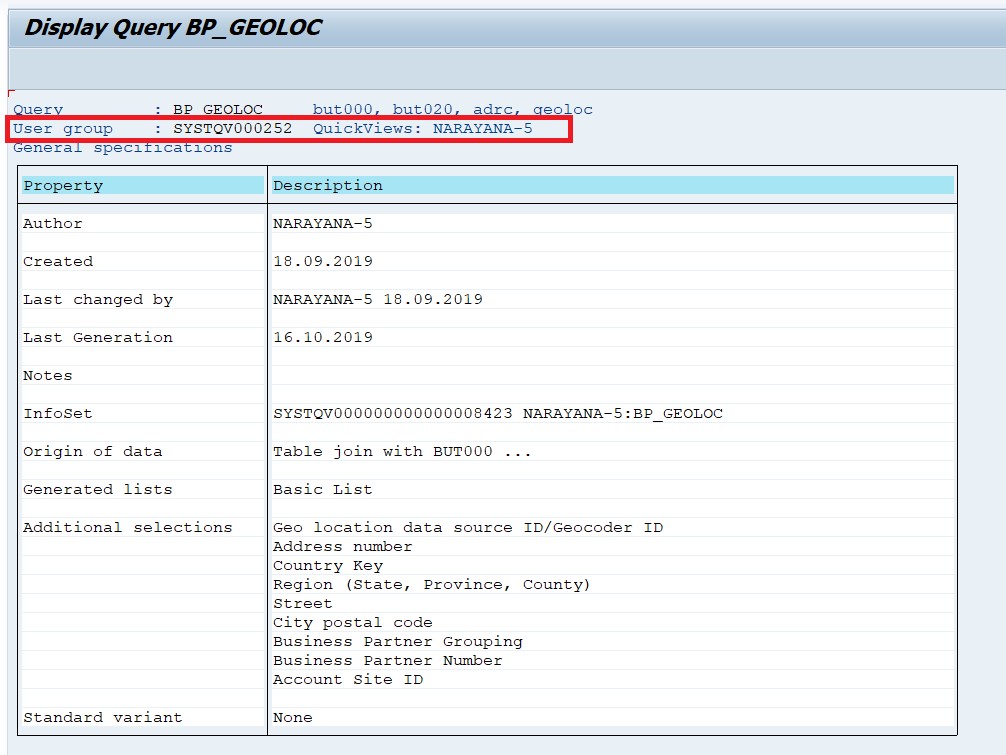 Display Query BP_GEOLOC
Query : BP_GEOLOC but000, but020, adrc, geoloc
User group : SYSTQV000252 QuickViews: NARAYANA-5
General specifications
Property Description
Author NARAYANA-5
Created 18.09.2019
Last changed by NARAYANA-5 18.09.2019
Last Generation 16.10.2019
Notes
InfoSet SYSTQV000000000000008423 NARAYANA-5:BP_GEOLOC
Origin of data Table join with BUT000 ...
Generated lists Basic List
Additional selections Geo location data source ID/Geocoder ID
Address number
Country Key
Region (State, Province, County)
Street
City postal code
Business Partner Grouping
Business Partner Number
Account Site ID
Standard variant None